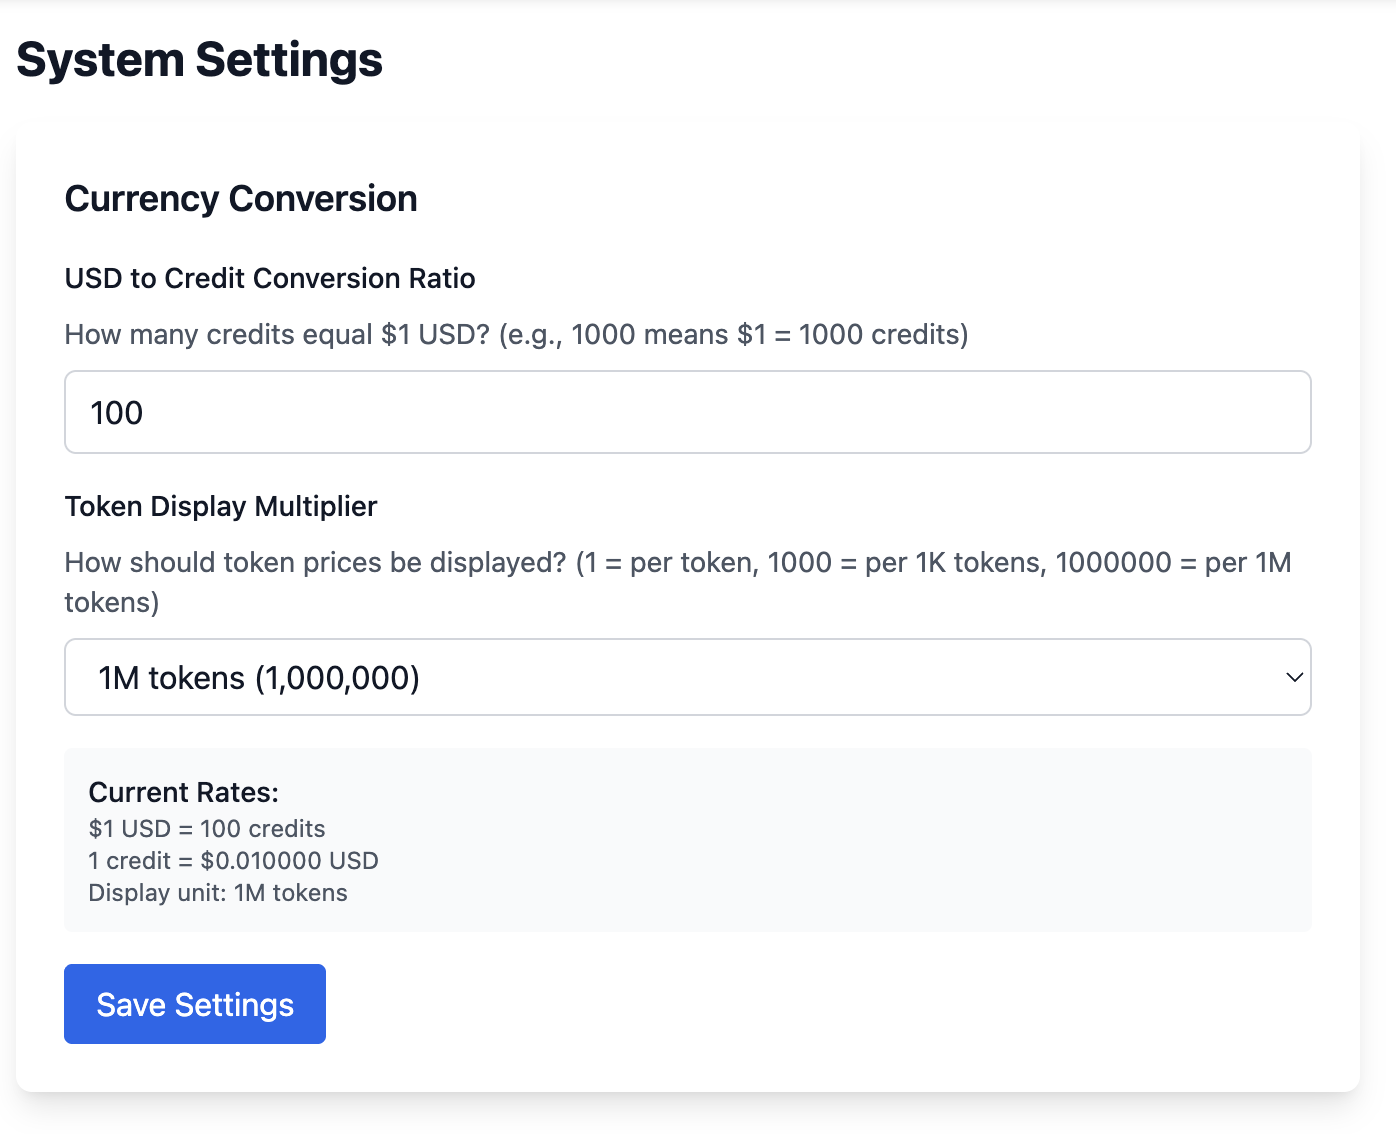 System Settings
Currency Conversion
USD to Credit Conversion Ratio
How many credits equal $1 USD? (e.g., 1000 means $1 = 1000 credits)
100
Token Display Multiplier
How should token prices be displayed? (1 = per token, 1000 = per 1K tokens, 1000000 = per 1M
tokens)
1M tokens (1,000,000)
Current Rates:
$1 USD = 100 credits
1 credit = $0.010000 USD
Display unit: 1M tokens
Save Settings